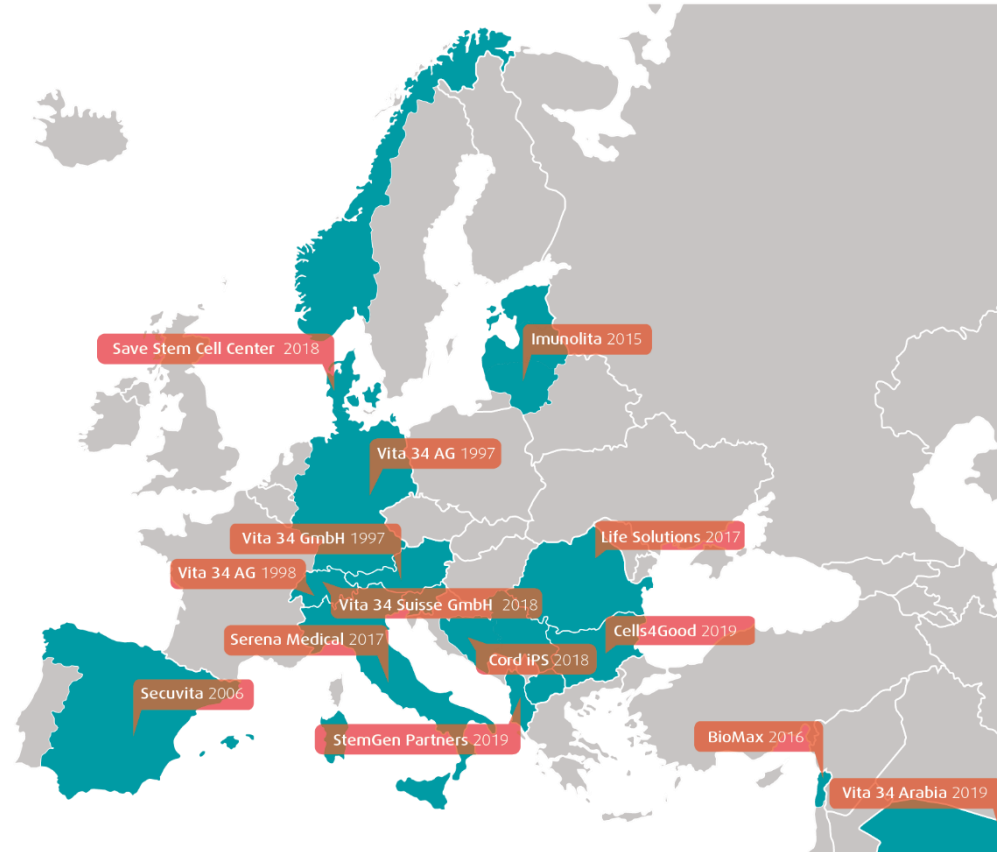 Save Stem Cell Center 2018
Imunolita 2015
Vita 34 AG 1997
Vita 34 GmbH 1997
Life Solutions 2017
Vita 34 AG 1998
Vita 34 Suisse GmbH 2018
Serena Medical 2017
Cells4Good 2019
Cord iPS 2018
Secuvita 2006
StemGen Partners 2019
BioMax 2016
Vita 34 Arabia 2019